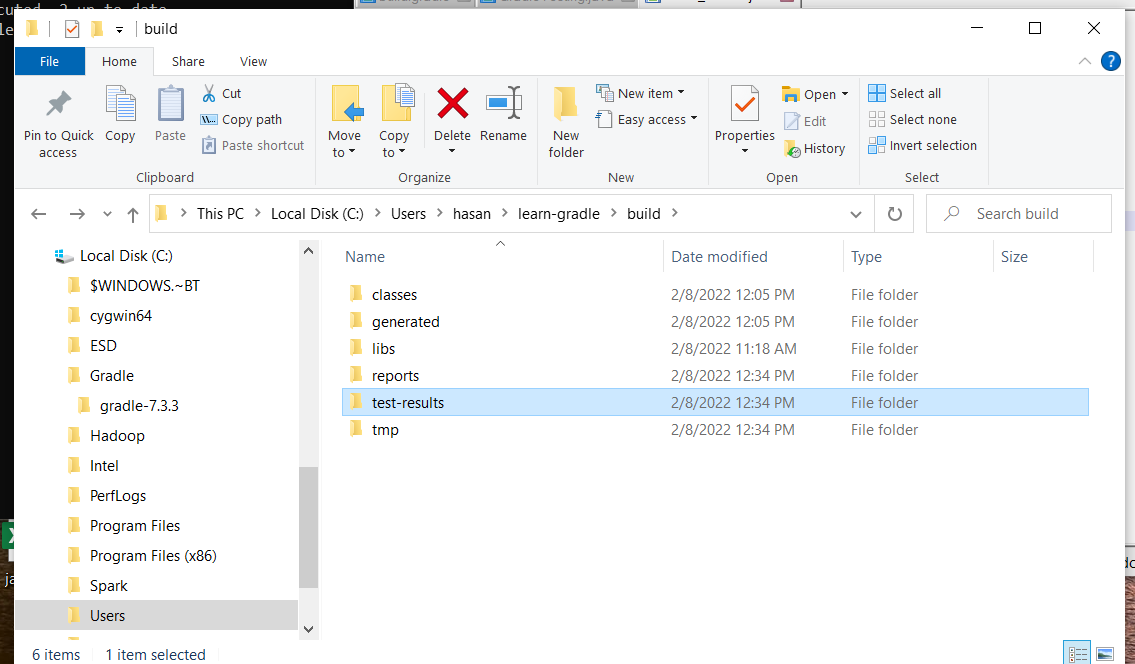 build
File Home Share View
Pin to Quick access
Copy
Paste
Cut
Copy path
Paste shortcut
Clipboard
Move to
Copy to
Delete
Rename
Organize
New folder
New item
Easy access
New
Properties
Open
Edit
History
Open
Select all
Select none
Invert selection
Select
This PC > Local Disk (C:) > Users > hasan > learn-gradle > build >
Search build
Local Disk (C:)
$WINDOWS.~BT
cygwin64
ESD
Gradle
gradle-7.3.3
Hadoop
Intel
PerfLogs
Program Files
Program Files (x86)
Spark
Users
Name Date modified Type Size
classes 2/8/2022 12:05 PM File folder
generated 2/8/2022 12:05 PM File folder
libs 2/8/2022 11:18 AM File folder
reports 2/8/2022 12:34 PM File folder
test-results 2/8/2022 12:34 PM File folder
tmp 2/8/2022 12:34 PM File folder
6 items 1 item selected